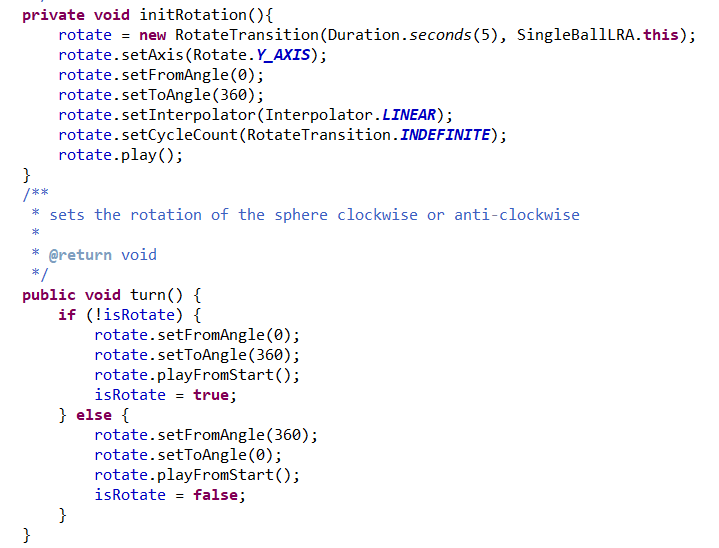 private void initRotation(){
    rotate = new RotateTransition(Duration.seconds(5), SingleBallLRA.this);
    rotate.setAxis(Rotate.Y_AXIS);
    rotate.setFromAngle(0);
    rotate.setToAngle(360);
    rotate.setInterpolator(Interpolator.LINEAR);
    rotate.setCycleCount(RotateTransition.INDEFINITE);
    rotate.play();
}
/**
 * sets the rotation of the sphere clockwise or anti-clockwise
 *
 * @return void
 */
public void turn() {
    if (!isRotate) {
        rotate.setFromAngle(0);
        rotate.setToAngle(360);
        rotate.playFromStart();
        isRotate = true;
    } else {
        rotate.setFromAngle(360);
        rotate.setToAngle(0);
        rotate.playFromStart();
        isRotate = false;
    }
}